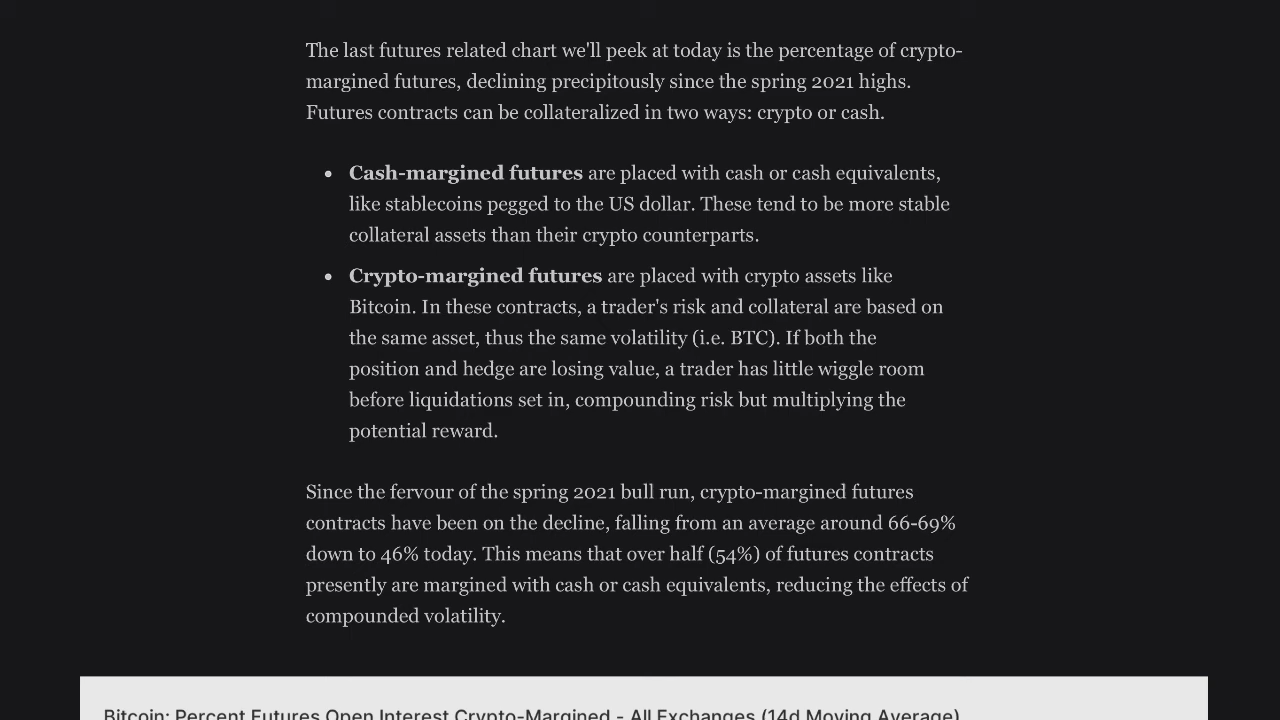 The last futures related chart we'll peek at today is the percentage of crypto-
margined futures, declining precipitously since the spring 2021 highs.
Futures contracts can be collateralized in two ways: crypto or cash.
• Cash-margined futures are placed with cash or cash equivalents,
like stablecoins pegged to the US dollar. These tend to be more stable
collateral assets than their crypto counterparts.
• Crypto-margined futures are placed with crypto assets like
Bitcoin. In these contracts, a trader's risk and collateral are based on
the same asset, thus the same volatility (i.e. BTC). If both the
position and hedge are losing value, a trader has little wiggle room
before liquidations set in, compounding risk but multiplying the
potential reward.
Since the fervour of the spring 2021 bull run, crypto-margined futures
contracts have been on the decline, falling from an average around 66-69%
down to 46% today. This means that over half (54%) of futures contracts
presently are margined with cash or cash equivalents, reducing the effects of
compounded volatility.
Bitcoin: Percent Futures Open Interest Crypto-Margined - All Exchanges (14d Moving Average)